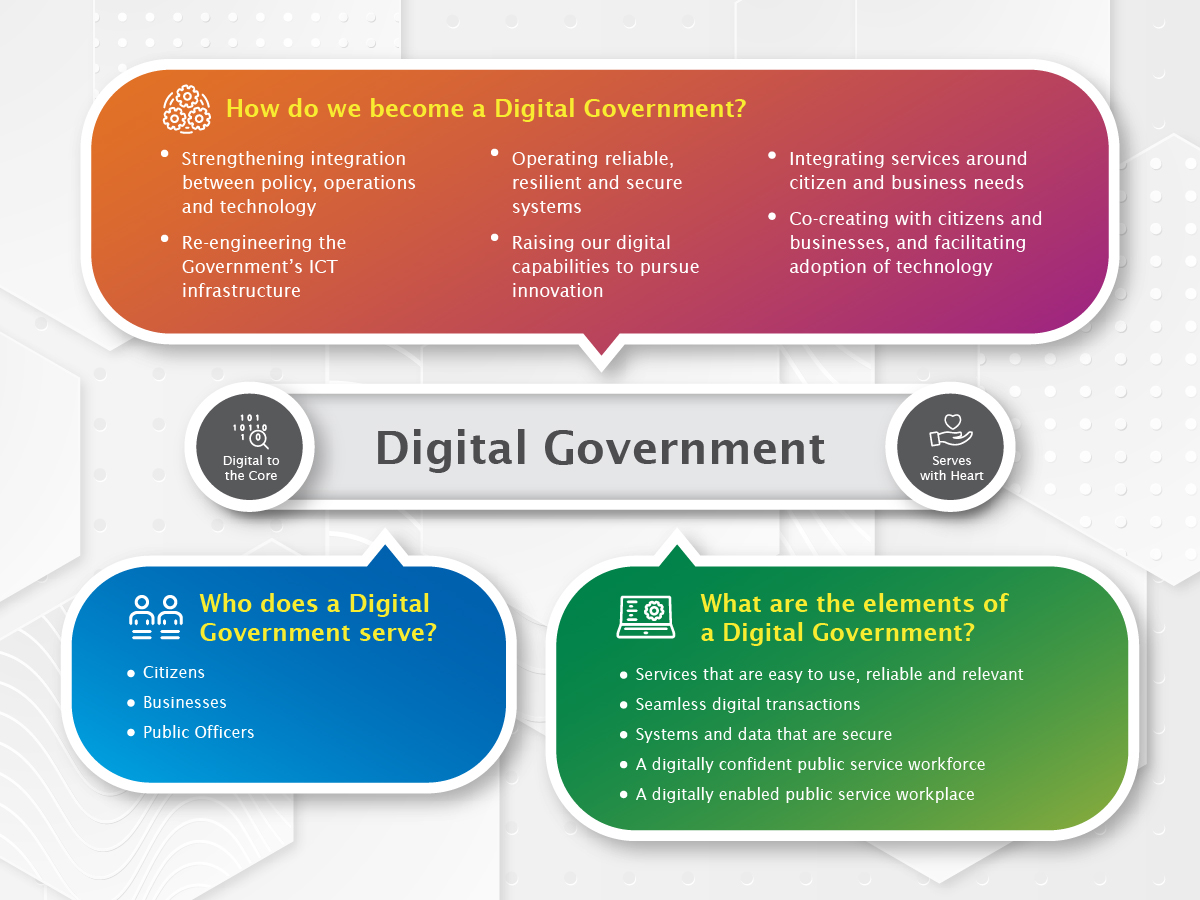 How do we become a Digital Government?
• Strengthening integration
between policy, operations
and technology
• Re-engineering the
Government’s ICT
infrastructure
• Operating reliable,
resilient and secure
systems
• Raising our digital
capabilities to pursue
innovation
• Integrating services around
citizen and business needs
• Co-creating with citizens and
businesses, and facilitating
adoption of technology
101
10110
1 0
Digital to
the Core
Digital Government
Serves
with Heart
Who does a Digital
Government serve?
• Citizens
• Businesses
• Public Officers
What are the elements of
a Digital Government?
• Services that are easy to use, reliable and relevant
• Seamless digital transactions
• Systems and data that are secure
• A digitally confident public service workforce
• A digitally enabled public service workplace